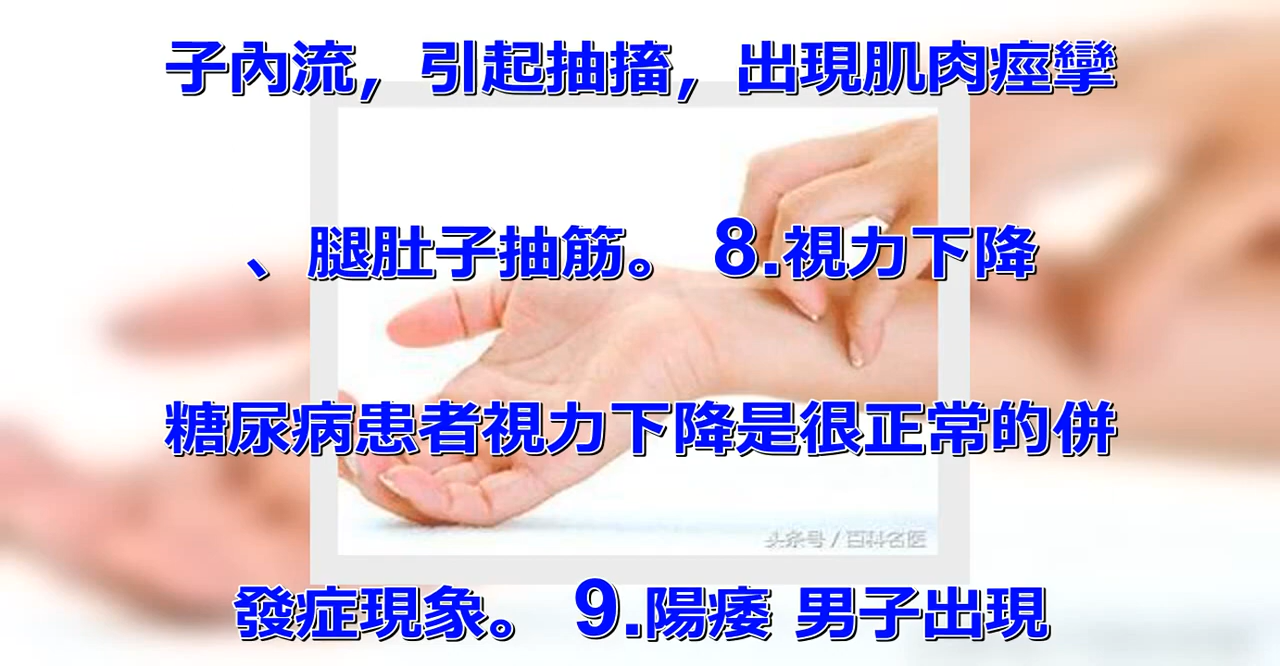 子內流，引起抽搐，出現肌肉痙攣
、腿肚子抽筋。 8.視力下降
糖尿病患者視力下降是很正常的併
头条号 / 百科名医
發症現象。 9.陽痿 男子出現